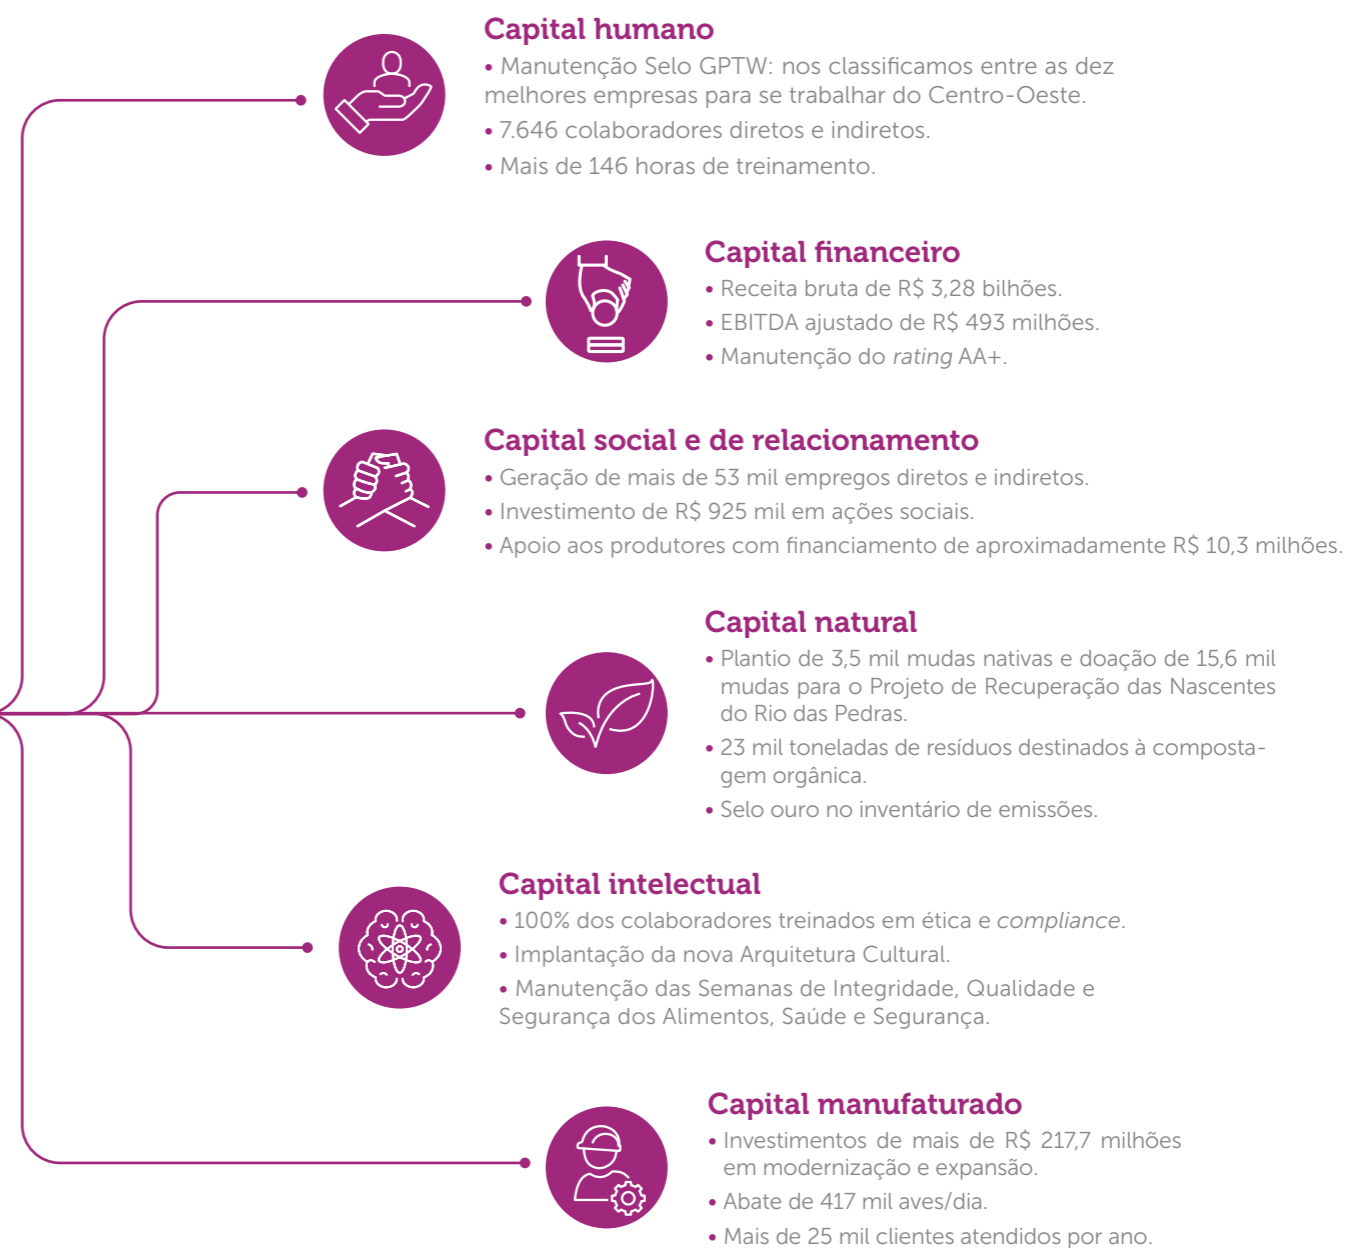 Capital humano
• Manutenção Selo GPTW: nos classificamos entre as dez
melhores empresas para se trabalhar do Centro-Oeste.
• 7.646 colaboradores diretos e indiretos.
• Mais de 146 horas de treinamento.
Capital financeiro
• Receita bruta de R$ 3,28 bilhões.
• EBITDA ajustado de R$ 493 milhões.
• Manutenção do rating AA+.
Capital social e de relacionamento
• Geração de mais de 53 mil empregos diretos e indiretos.
• Investimento de R$ 925 mil em ações sociais.
• Apoio aos produtores com financiamento de aproximadamente R$ 10,3 milhões.
Capital natural
• Plantio de 3,5 mil mudas nativas e doação de 15,6 mil
mudas para o Projeto de Recuperação das Nascentes
do Rio das Pedras.
• 23 mil toneladas de resíduos destinados à composta-
gem orgânica.
• Selo ouro no inventário de emissões.
Capital intelectual
• 100% dos colaboradores treinados em ética e compliance.
• Implantação da nova Arquitetura Cultural.
• Manutenção das Semanas de Integridade, Qualidade e
Segurança dos Alimentos, Saúde e Segurança.
Capital manufaturado
• Investimentos de mais de R$ 217,7 milhões
em modernização e expansão.
• Abate de 417 mil aves/dia.
• Mais de 25 mil clientes atendidos por ano.